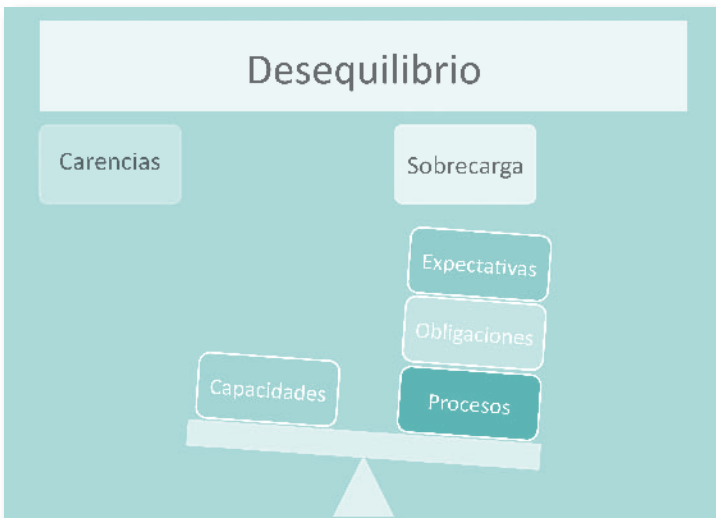 Desequilibrio
Carencias
Sobrecarga
Expectativas
Obligaciones
Capacidades
Procesos